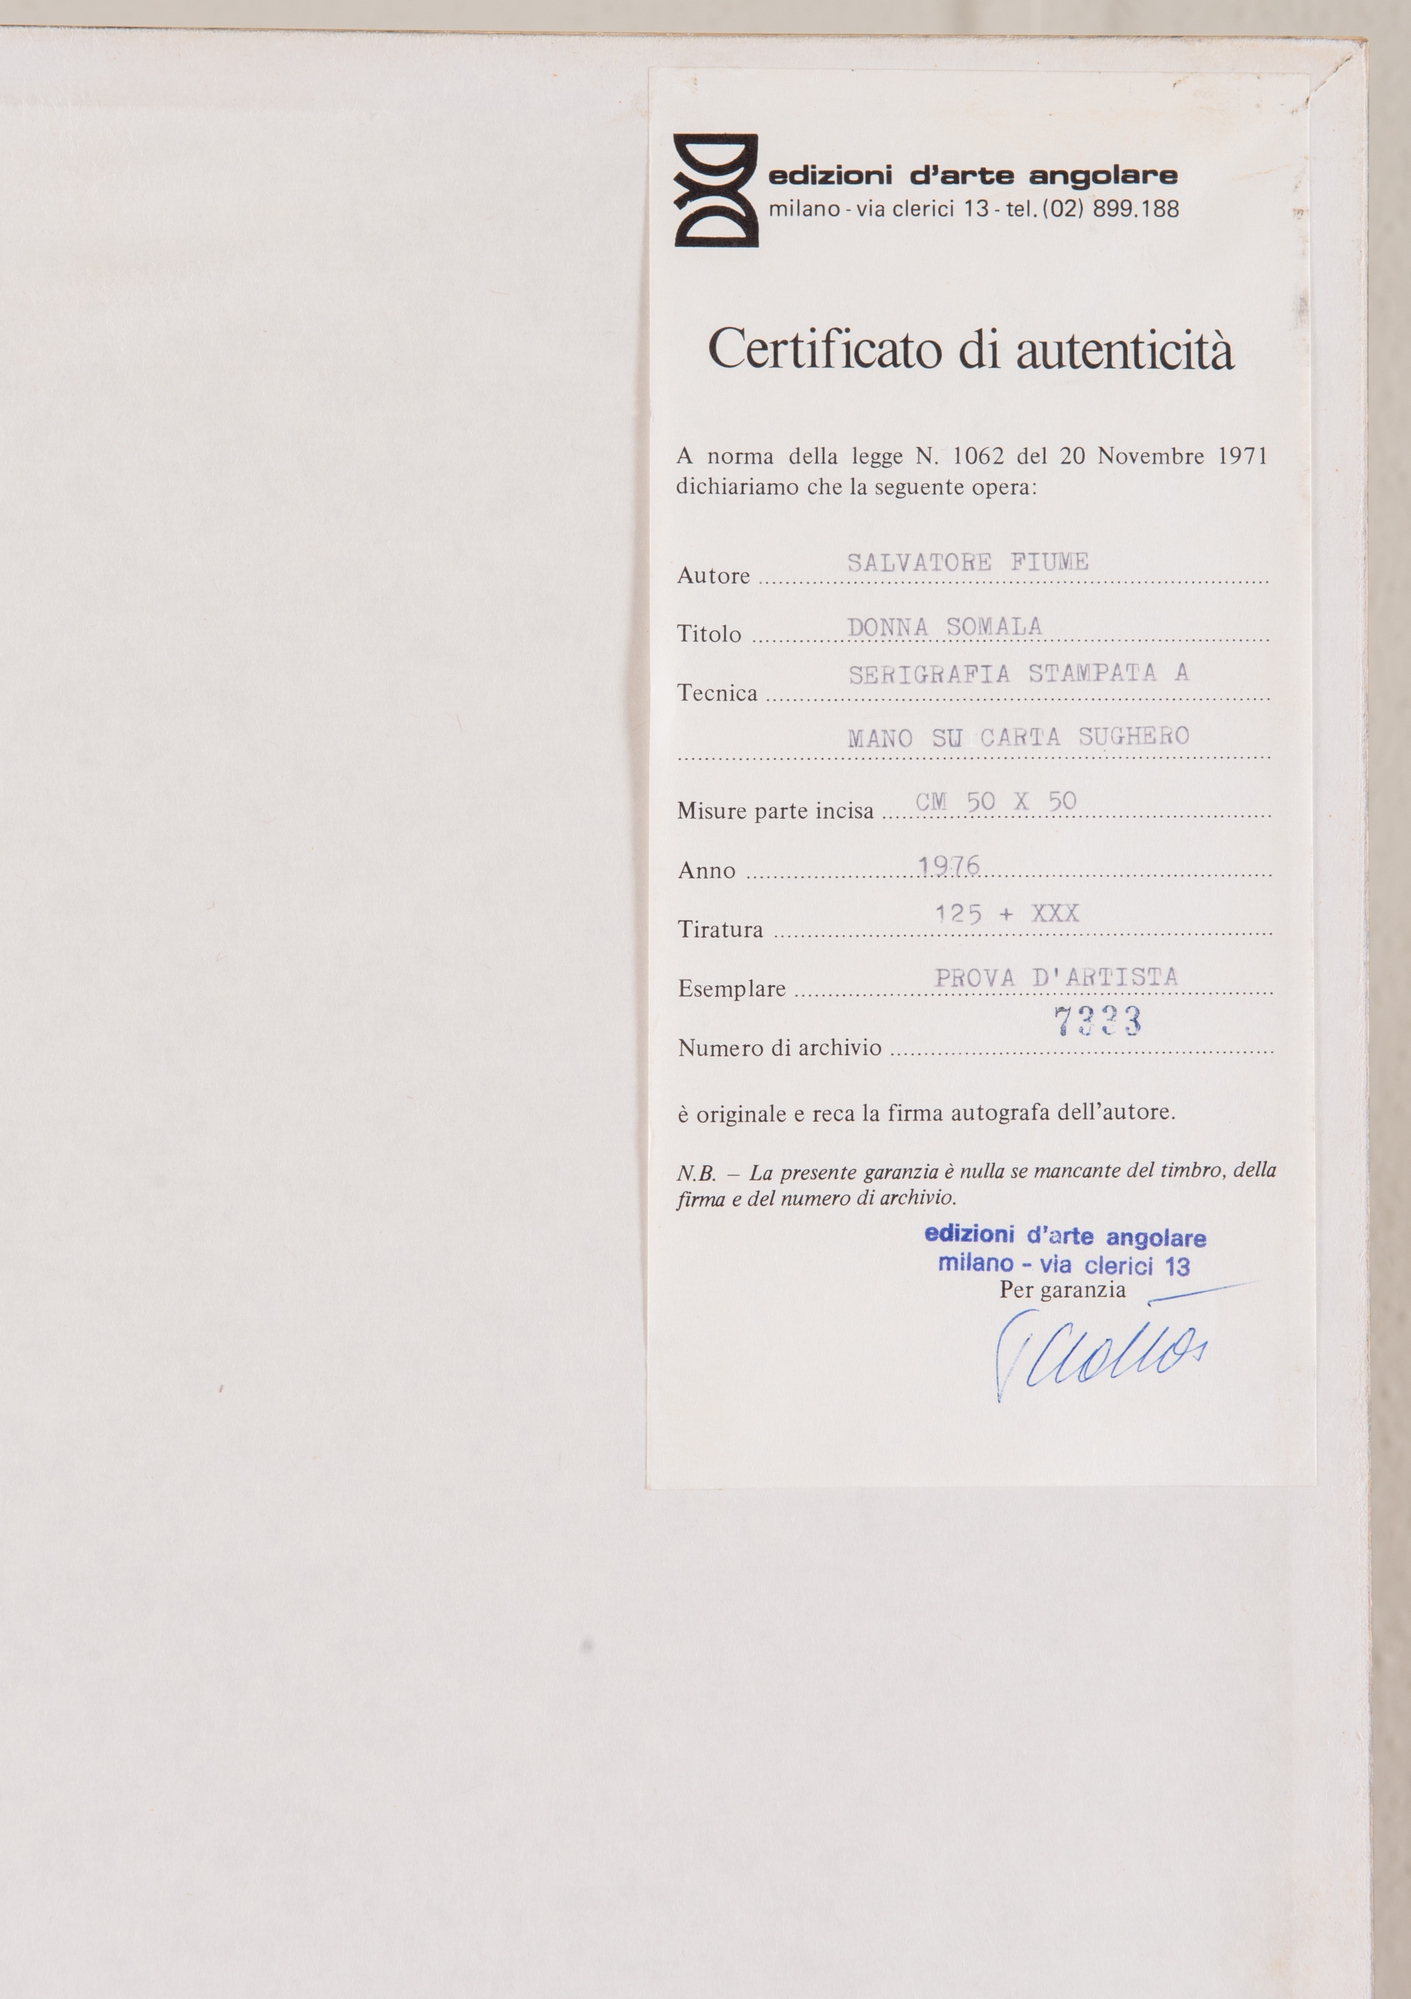 edizioni d'arte angolare
milano - via clerici 13 - tel. (02) 899.188
Certificato di autenticità
A norma della legge N. 1062 del 20 Novembre 1971
dichiariamo che la seguente opera:
Autore SALVATORE FIUME
Titolo DONNA SOMALA
Tecnica SERIGRAFIA STAMPATA A
MANO SU CARTA SUGHERO
Misure parte incisa CM 50 X 50
Anno 1976
Tiratura 125 + XXX
Esemplare PROVA D'ARTISTA
Numero di archivio 7333
è originale e reca la firma autografa dell'autore.
N.B. – La presente garanzia è nulla se mancante del timbro, della
firma e del numero di archivio.
edizioni d'arte angolare
milano - via clerici 13
Per garanzia